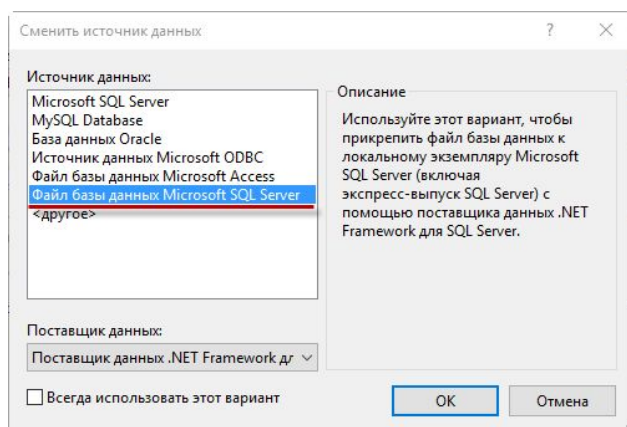 Сменить источник данных
Источник данных:
Microsoft SQL Server
MySQL Database
База данных Oracle
Источник данных Microsoft ODBC
Файл базы данных Microsoft Access
Файл базы данных Microsoft SQL Server
<другое>
Описание
Используйте этот вариант, чтобы
прикрепить файл базы данных к
локальному экземпляру Microsoft
SQL Server (включая
экспресс-выпуск SQL Server) с
помощью поставщика данных .NET
Framework для SQL Server.
Поставщик данных:
Поставщик данных .NET Framework дл
Всегда использовать этот вариант
ОК
Отмена